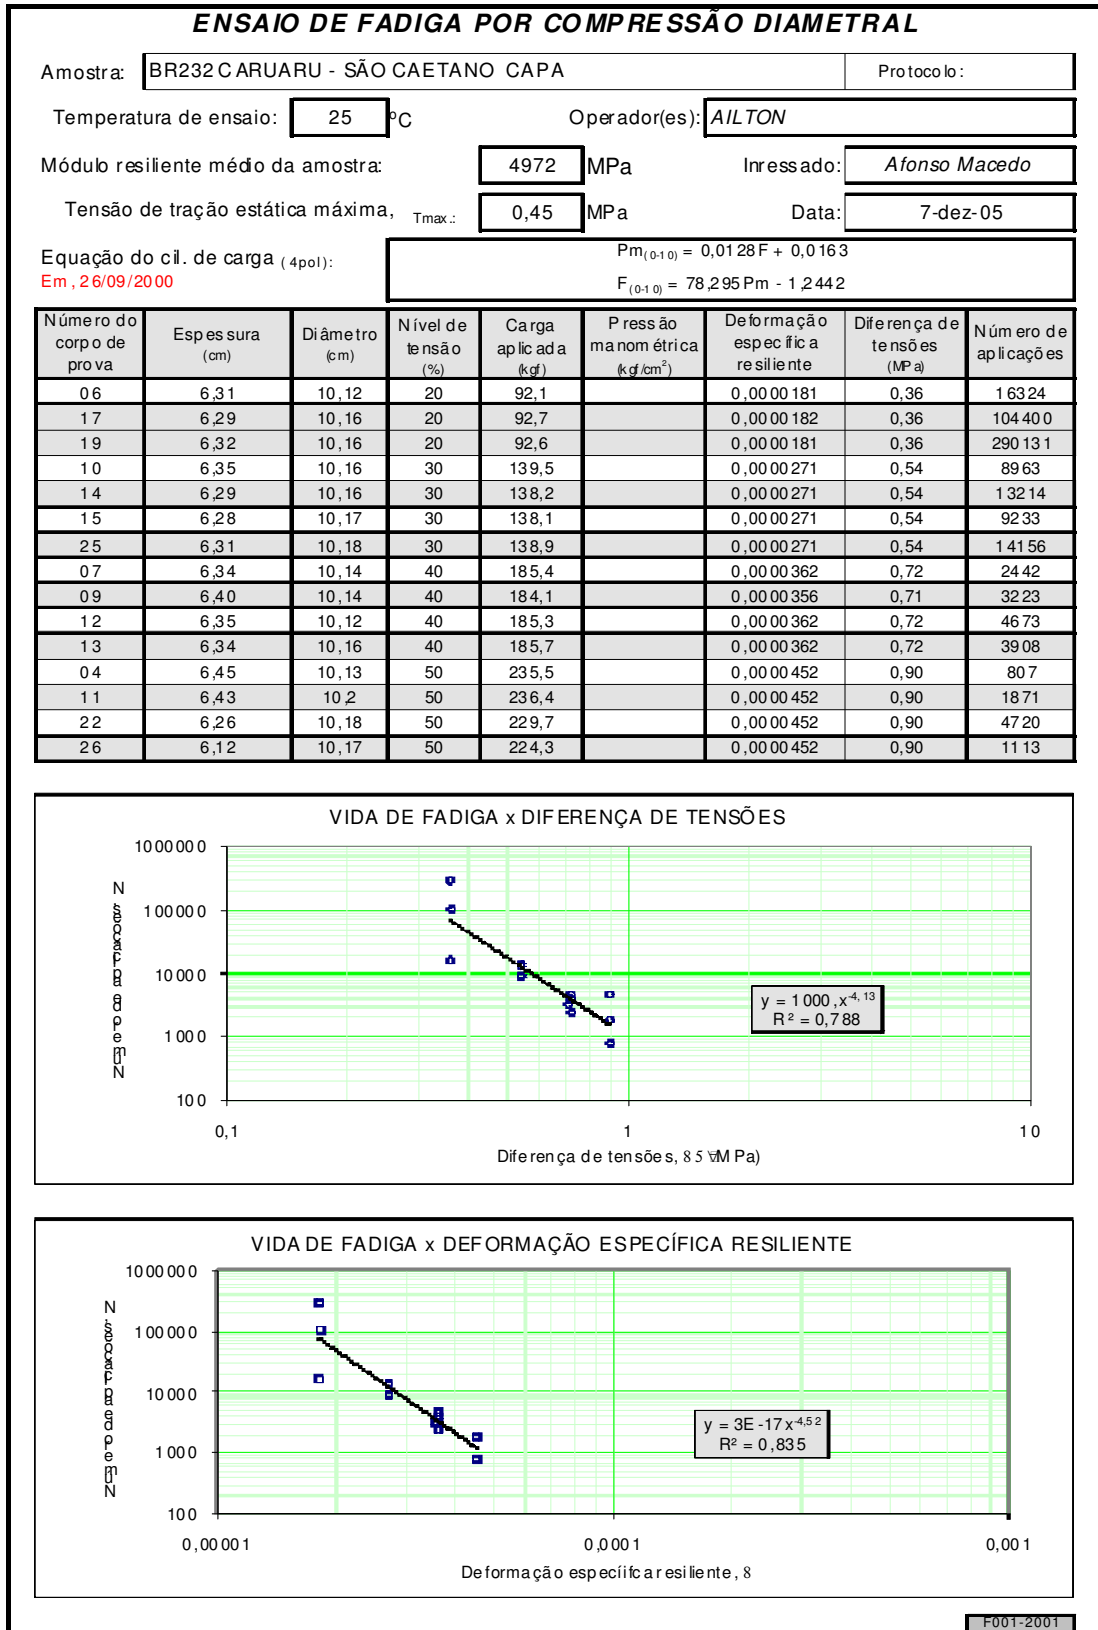 ENSAIO DE FADIGA POR COMPRESSÃO DIAMETRAL
Amostra: BR232 CARUARU - SÃO CAETANO CAPA Protocolo:
Temperatura de ensaio: 25 ºC Operador(es): AILTON
Módulo resiliente médio da amostra: 4972 MPa Inressado: Afonso Macedo
Tensão de tração estática máxima, Tmax.: 0,45 MPa Data: 7-dez-05
Equação do cil. de carga (4pol): Pm(0-10) = 0,0128F + 0,0163
Em, 26/09/2000 F(0-10) = 78,295Pm - 1,2442
Número do corpo de prova Espessura (cm) Diâmetro (cm) Nível de tensão (%) Carga aplicada (kgf) Pressão manométrica (kgf/cm²) Deformação específica resiliente Diferença de tensões (MPa) Número de aplicações
06 6,31 10,12 20 92,1 0,0000181 0,36 16324
17 6,29 10,16 20 92,7 0,0000182 0,36 104400
19 6,32 10,16 20 92,6 0,0000181 0,36 290131
10 6,35 10,16 30 139,5 0,0000271 0,54 8963
14 6,29 10,16 30 138,2 0,0000271 0,54 13214
15 6,28 10,17 30 138,1 0,0000271 0,54 9233
25 6,31 10,18 30 138,9 0,0000271 0,54 14156
07 6,34 10,14 40 185,4 0,0000362 0,72 2442
09 6,40 10,14 40 184,1 0,0000356 0,71 3223
12 6,35 10,12 40 185,3 0,0000362 0,72 4673
13 6,34 10,16 40 185,7 0,0000362 0,72 3908
04 6,45 10,13 50 235,5 0,0000452 0,90 807
11 6,43 10,2 50 236,4 0,0000452 0,90 1871
22 6,26 10,18 50 229,7 0,0000452 0,90 4720
26 6,12 10,17 50 224,3 0,0000452 0,90 1113
VIDA DE FADIGA x DIFERENÇA DE TENSÕES
1000000
100000
10000
1000
100
Número de aplicações, N
y = 1000,x^-4,13
R² = 0,788
0,1 1 10
Diferença de tensões, 85 (MPa)
VIDA DE FADIGA x DEFORMAÇÃO ESPECÍFICA RESILIENTE
1000000
100000
10000
1000
100
Número de aplicações, N
y = 3E-17x^-4,52
R² = 0,835
0,00001 0,0001 0,001
Deformação especíifca resiliente, 8
F001-2001